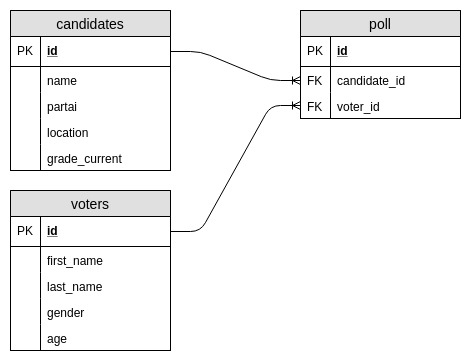 candidates
PK id
name
partai
location
grade_current
voters
PK id
first_name
last_name
gender
age
poll
PK id
FK candidate_id
FK voter_id